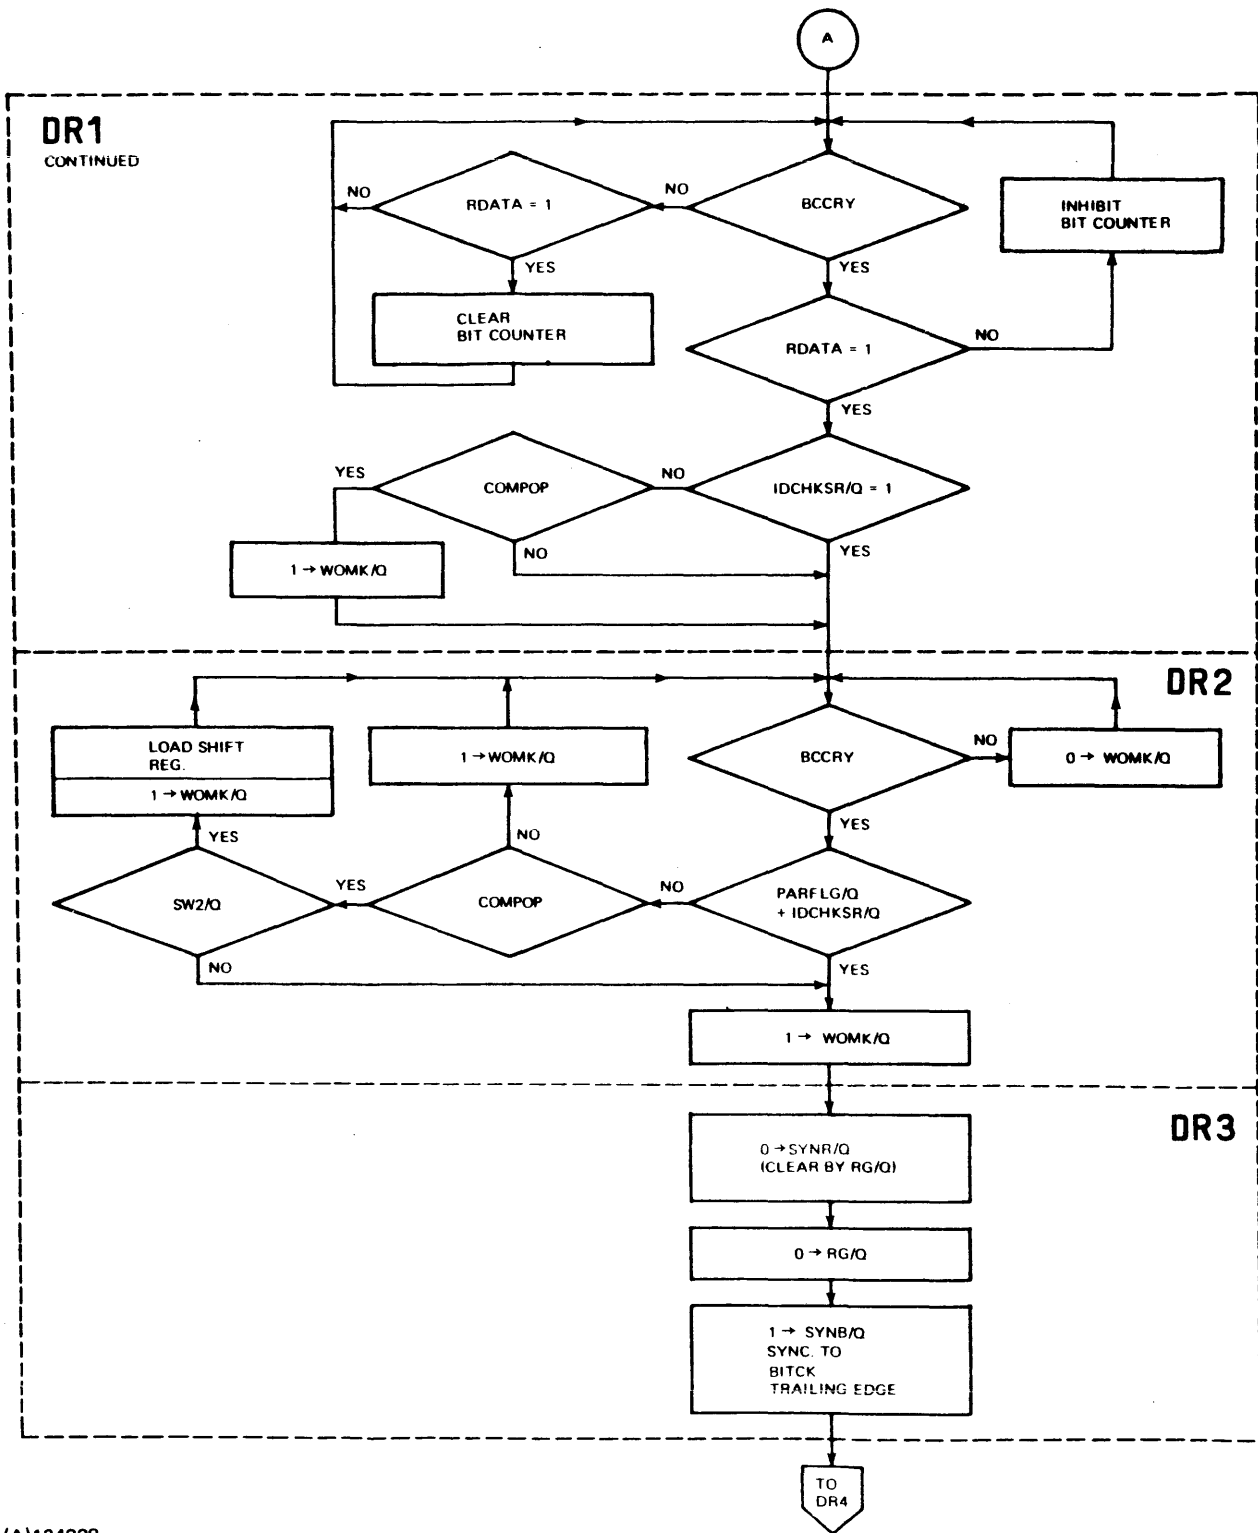 A
DR1
CONTINUED
NO
RDATA = 1
NO
BCCRY
INHIBIT
BIT COUNTER
YES
YES
CLEAR
BIT COUNTER
RDATA = 1
NO
YES
YES
COMPOP
NO
IDCHKSR/Q = 1
NO
YES
1 → WOMK/Q
DR2
LOAD SHIFT
REG.
1 → WOMK/Q
1 → WOMK/Q
BCCRY
NO
0 → WOMK/Q
YES
NO
YES
SW2/Q
YES
COMPOP
NO
PARFLG/Q
+ IDCHKSR/Q
NO
YES
1 → WOMK/Q
DR3
0 → SYNR/Q
(CLEAR BY RG/Q)
0 → RG/Q
1 → SYNB/Q
SYNC. TO
BITCK
TRAILING EDGE
TO
DR4